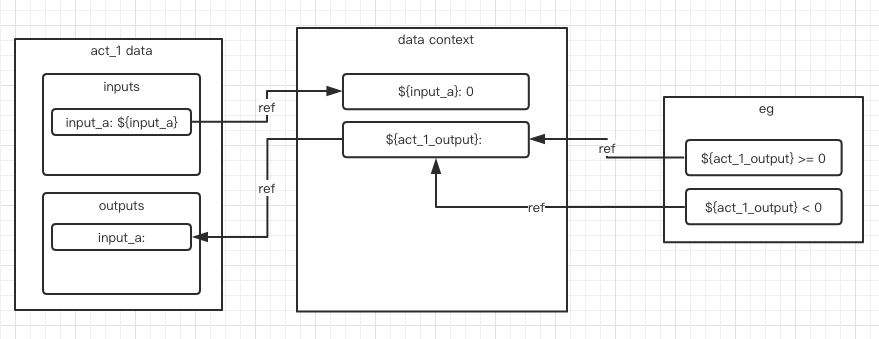 act_1 data
inputs
input_a: ${input_a}
outputs
input_a:
ref
ref
data context
${input_a}: 0
${act_1_output}:
ref
ref
eg
${act_1_output} >= 0
${act_1_output} < 0